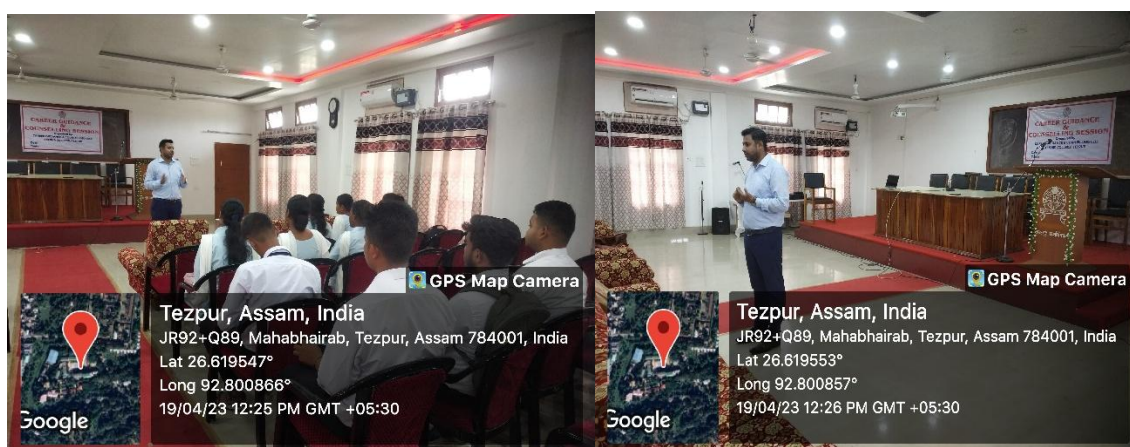 CAREER GUIDANCE
&
COUNSELLING SESSION
GPS Map Camera
Tezpur, Assam, India
JR92+Q89, Mahabhairab, Tezpur, Assam 784001, India
Lat 26.619547°
Long 92.800866°
19/04/23 12:25 PM GMT +05:30
Google
CAREER GUIDANCE
&
COUNSELLING SESSION
GPS Map Camera
Tezpur, Assam, India
JR92+Q89, Mahabhairab, Tezpur, Assam 784001, India
Lat 26.619553°
Long 92.800857°
19/04/23 12:26 PM GMT +05:30
Google